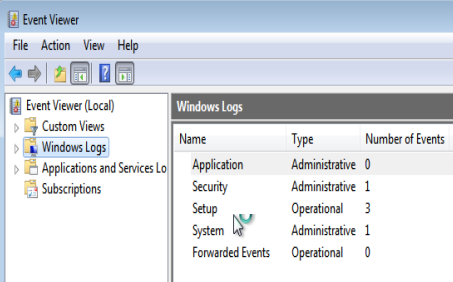 Event Viewer
File Action View Help
Event Viewer (Local)
Custom Views
Windows Logs
Applications and Services Lo
Subscriptions
Windows Logs
Name Type Number of Events
Application Administrative 0
Security Administrative 1
Setup Operational 3
System Administrative 1
Forwarded Events Operational 0